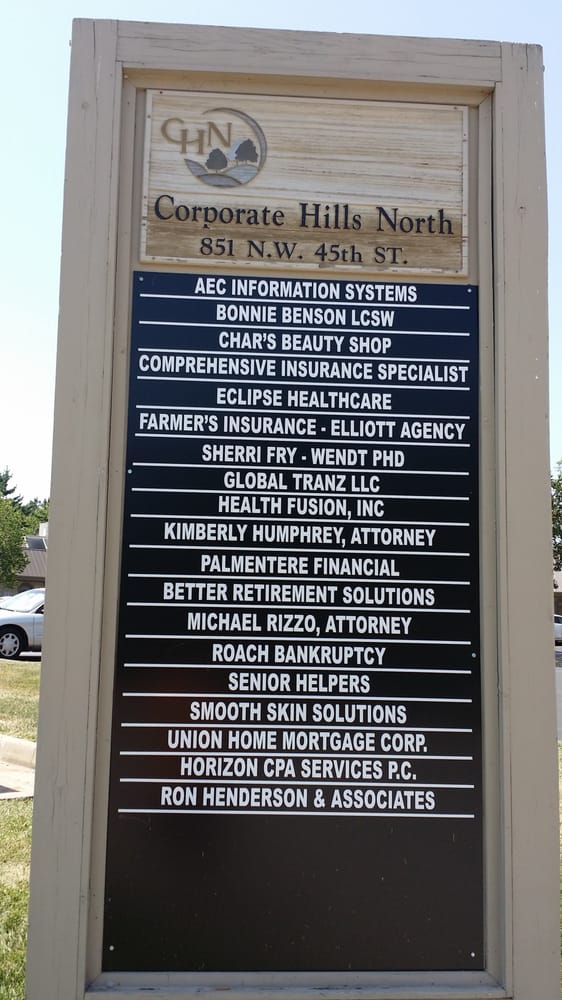 CHN
Corporate Hills North
851 N.W. 45th ST.
AEC INFORMATION SYSTEMS
BONNIE BENSON LCSW
CHAR'S BEAUTY SHOP
COMPREHENSIVE INSURANCE SPECIALIST
ECLIPSE HEALTHCARE
FARMER'S INSURANCE - ELLIOTT AGENCY
SHERRI FRY - WENDT PHD
GLOBAL TRANZ LLC
HEALTH FUSION, INC
KIMBERLY HUMPHREY, ATTORNEY
PALMENTERE FINANCIAL
BETTER RETIREMENT SOLUTIONS
MICHAEL RIZZO, ATTORNEY
ROACH BANKRUPTCY
SENIOR HELPERS
SMOOTH SKIN SOLUTIONS
UNION HOME MORTGAGE CORP.
HORIZON CPA SERVICES P.C.
RON HENDERSON & ASSOCIATES